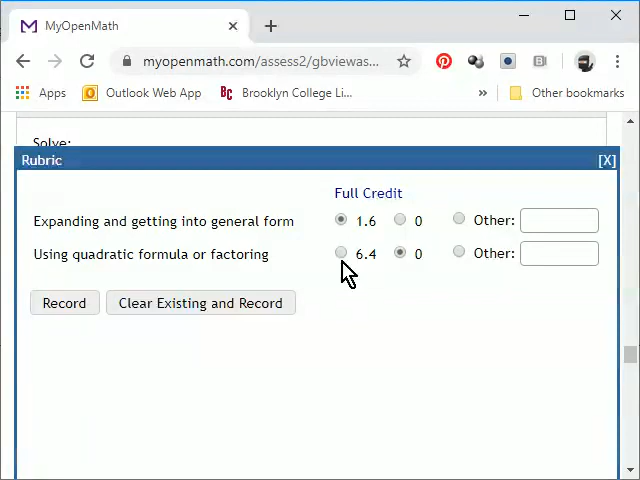 MyOpenMath
myopenmath.com/assess2/gbviewas...
Apps Outlook Web App Brooklyn College Li... » Other bookmarks
Solve:
Rubric [X]
Full Credit
Expanding and getting into general form 1.6 0 Other:
Using quadratic formula or factoring 6.4 0 Other:
Record Clear Existing and Record